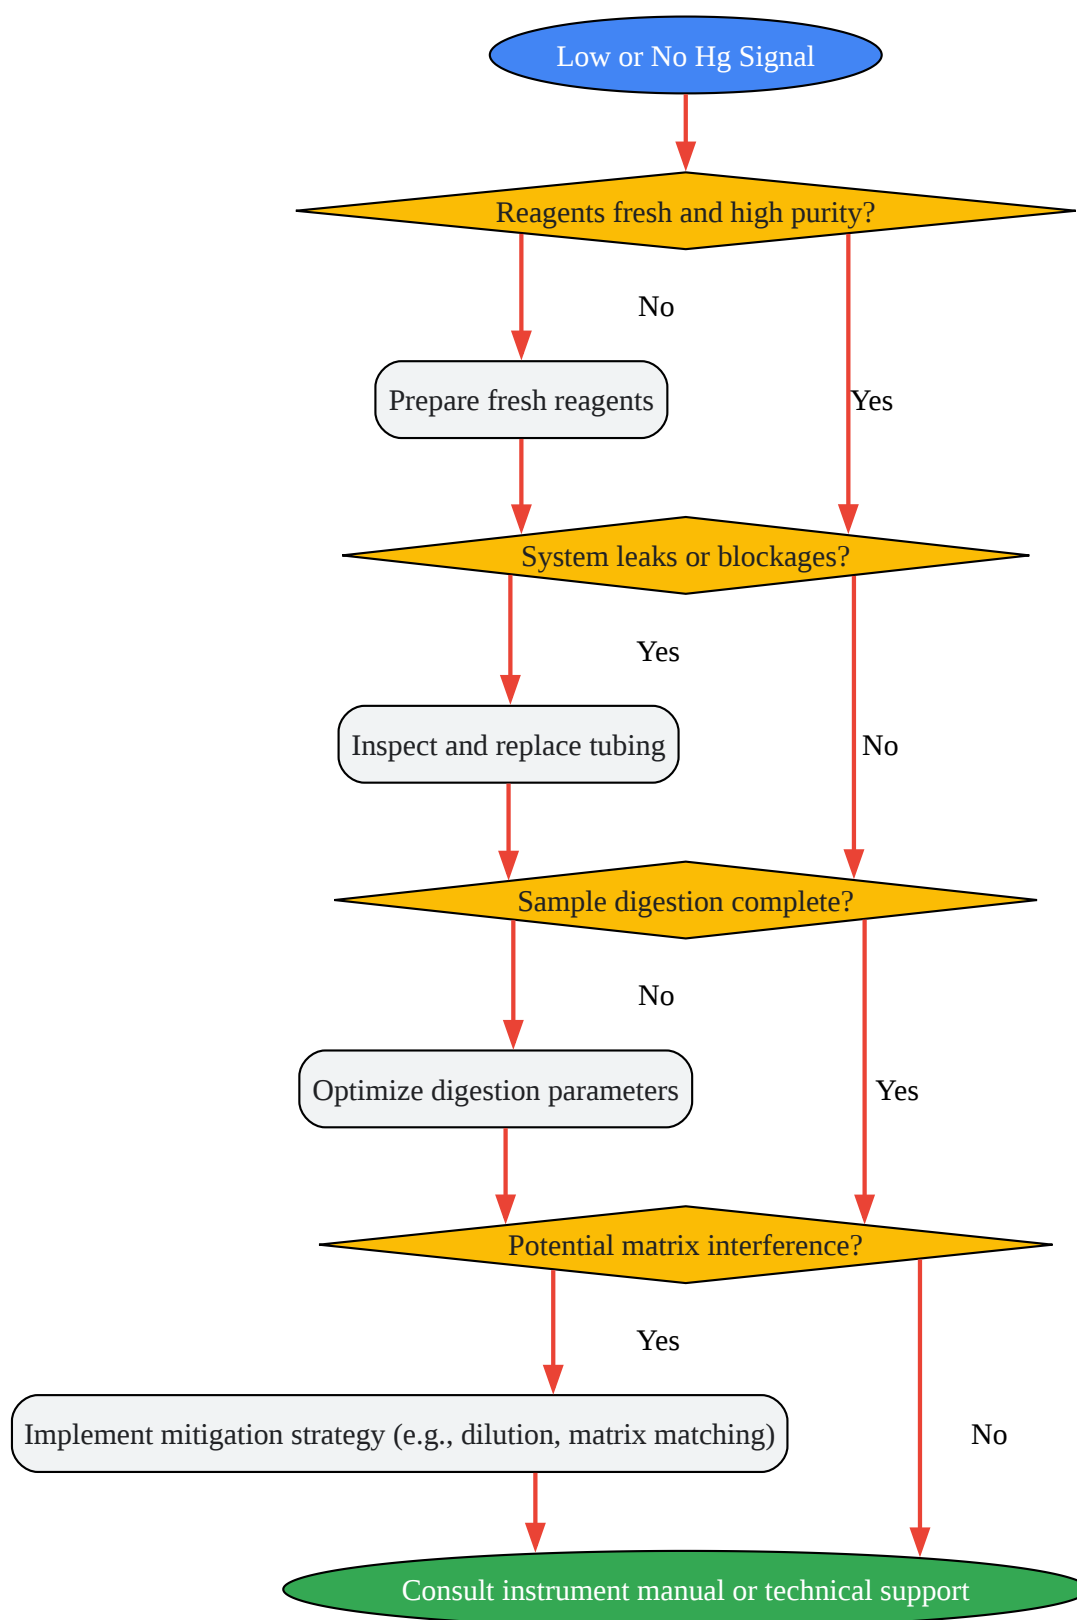 Low or No Hg Signal
Reagents fresh and high purity?
No
Prepare fresh reagents
Yes
System leaks or blockages?
Yes
Inspect and replace tubing
No
Sample digestion complete?
No
Optimize digestion parameters
Yes
Potential matrix interference?
Yes
Implement mitigation strategy (e.g., dilution, matrix matching)
No
Consult instrument manual or technical support